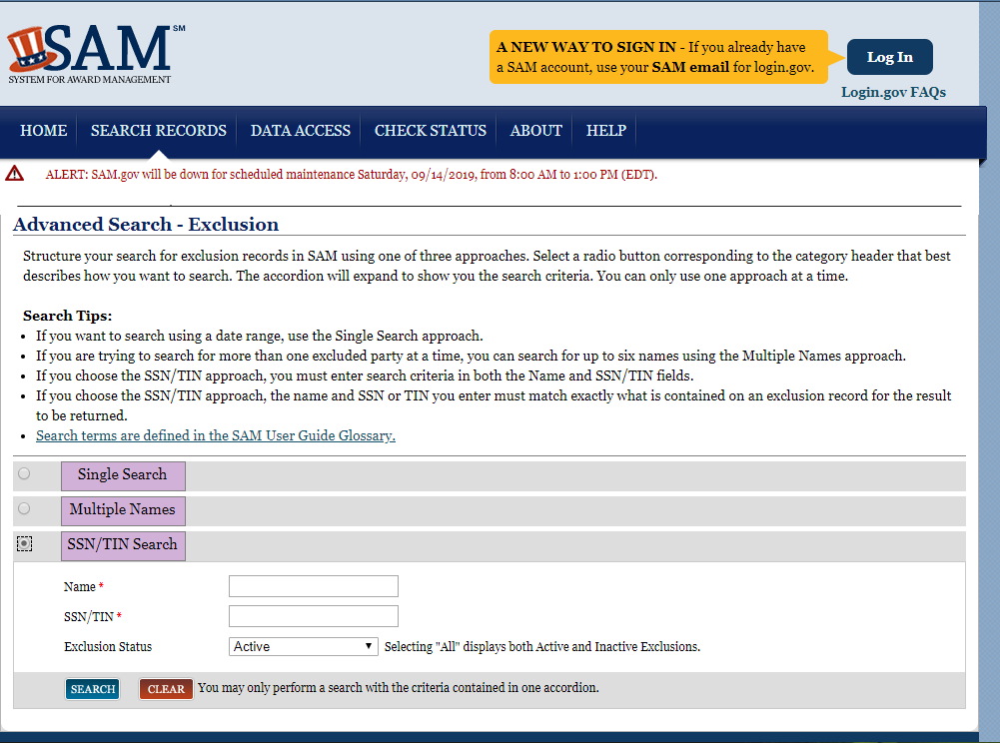 SAM SM
SYSTEM FOR AWARD MANAGEMENT
A NEW WAY TO SIGN IN - If you already have
a SAM account, use your SAM email for login.gov.
Log In
Login.gov FAQs
HOME SEARCH RECORDS DATA ACCESS CHECK STATUS ABOUT HELP
ALERT: SAM.gov will be down for scheduled maintenance Saturday, 09/14/2019, from 8:00 AM to 1:00 PM (EDT).
Advanced Search - Exclusion
Structure your search for exclusion records in SAM using one of three approaches. Select a radio button corresponding to the category header that best
describes how you want to search. The accordion will expand to show you the search criteria. You can only use one approach at a time.
Search Tips:
• If you want to search using a date range, use the Single Search approach.
• If you are trying to search for more than one excluded party at a time, you can search for up to six names using the Multiple Names approach.
• If you choose the SSN/TIN approach, you must enter search criteria in both the Name and SSN/TIN fields.
• If you choose the SSN/TIN approach, the name and SSN or TIN you enter must match exactly what is contained on an exclusion record for the result
to be returned.
• Search terms are defined in the SAM User Guide Glossary.
Single Search
Multiple Names
SSN/TIN Search
Name *
SSN/TIN *
Exclusion Status Active Selecting "All" displays both Active and Inactive Exclusions.
SEARCH CLEAR You may only perform a search with the criteria contained in one accordion.